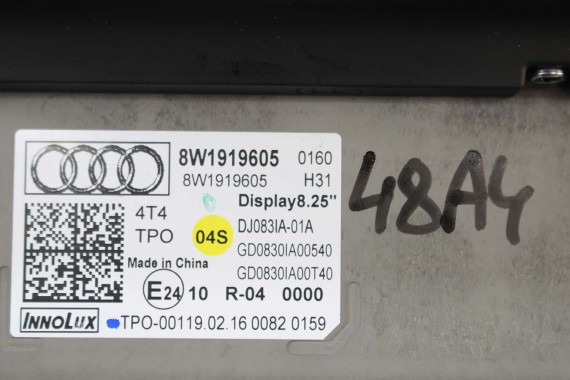 8W1919605 0160
8W1919605 H31
Display8.25"
4T4 DJ083IA-01A
TPO 04S GD0830IA00540
GD0830IA00T40
Made in China
E24 10 R-04 0000
INNOLUX TPO-00119.02.16 0082 0159
48A4